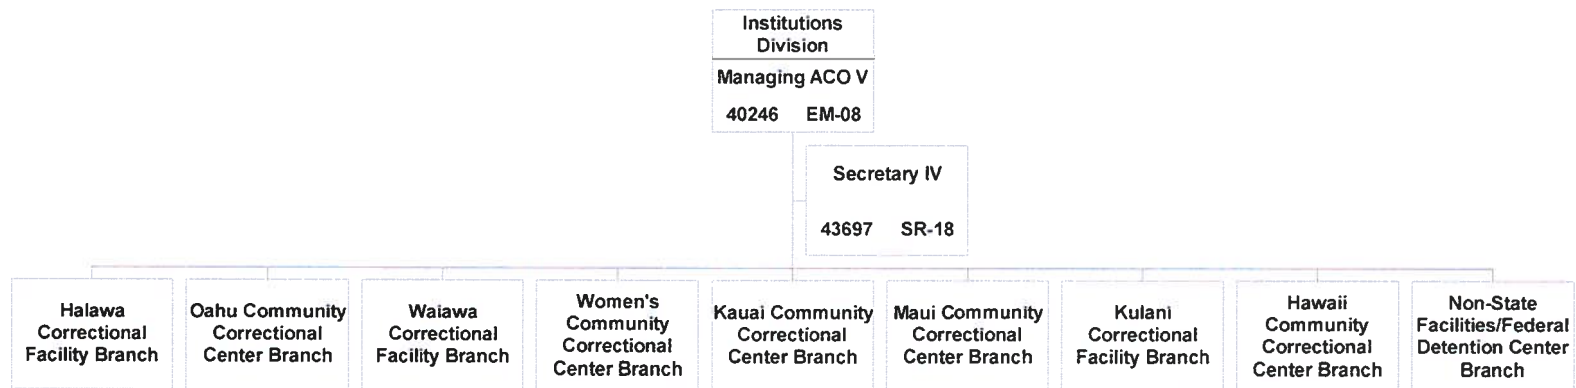 Institutions
Division
Managing ACO V
40246 EM-08
Secretary IV
43697 SR-18
Halawa
Correctional
Facility Branch
Oahu Community
Correctional
Center Branch
Waiawa
Correctional
Facility Branch
Women's
Community
Correctional
Center Branch
Kauai Community
Correctional
Center Branch
Maui Community
Correctional
Center Branch
Kulani
Correctional
Facility Branch
Hawaii
Community
Correctional
Center Branch
Non-State
Facilities/Federal
Detention Center
Branch